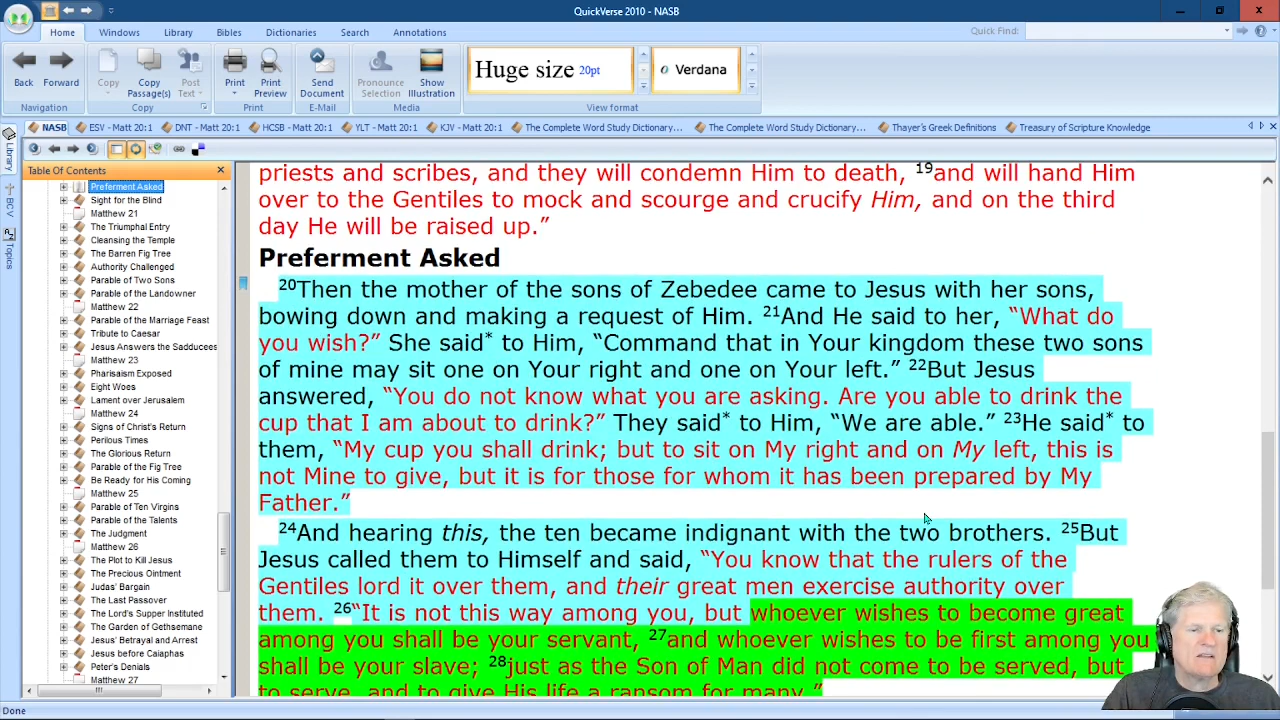 QuickVerse 2010 - NASB
Home Windows Library Bibles Dictionaries Search Annotations Quick Find:
Back Forward Copy Copy Passage(s) Post Text Print Print Preview Send Document Pronounce Selection Show Illustration Huge size 20pt O Verdana
Navigation Copy Print E-Mail Media View format
NASB ESV - Matt 20:1 DNT - Matt 20:1 HCSB - Matt 20:1 YLT - Matt 20:1 KJV - Matt 20:1 The Complete Word Study Dictionary... The Complete Word Study Dictionary... Thayer's Greek Definitions Treasury of Scripture Knowledge
Library
BCV
Topics
Table Of Contents
Preferment Asked
Sight for the Blind
Matthew 21
The Triumphal Entry
Cleansing the Temple
The Barren Fig Tree
Authority Challenged
Parable of Two Sons
Parable of the Landowner
Matthew 22
Parable of the Marriage Feast
Tribute to Caesar
Jesus Answers the Sadducees
Matthew 23
Pharisaism Exposed
Eight Woes
Lament over Jerusalem
Matthew 24
Signs of Christ's Return
Perilous Times
The Glorious Return
Parable of the Fig Tree
Be Ready for His Coming
Matthew 25
Parable of Ten Virgins
Parable of the Talents
The Judgment
Matthew 26
The Plot to Kill Jesus
The Precious Ointment
Judas' Bargain
The Last Passover
The Lord's Supper Instituted
The Garden of Gethsemane
Jesus' Betrayal and Arrest
Jesus before Caiaphas
Peter's Denials
Matthew 27
priests and scribes, and they will condemn Him to death, 19and will hand Him
over to the Gentiles to mock and scourge and crucify Him, and on the third
day He will be raised up.”
Preferment Asked
20Then the mother of the sons of Zebedee came to Jesus with her sons,
bowing down and making a request of Him. 21And He said to her, “What do
you wish?” She said* to Him, “Command that in Your kingdom these two sons
of mine may sit one on Your right and one on Your left.” 22But Jesus
answered, “You do not know what you are asking. Are you able to drink the
cup that I am about to drink?” They said* to Him, “We are able.” 23He said* to
them, “My cup you shall drink; but to sit on My right and on My left, this is
not Mine to give, but it is for those for whom it has been prepared by My
Father.”
24And hearing this, the ten became indignant with the two brothers. 25But
Jesus called them to Himself and said, “You know that the rulers of the
Gentiles lord it over them, and their great men exercise authority over
them. 26“It is not this way among you, but whoever wishes to become great
among you shall be your servant, 27and whoever wishes to be first among you
shall be your slave; 28just as the Son of Man did not come to be served, but
to serve, and to give His life a ransom for many.”
Done